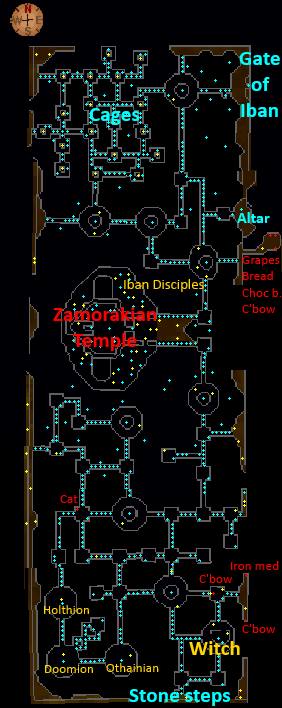 N
W E
S
Gate
of
Iban
Cages
Altar
Grapes
Bread
Choc b.
C'bow
Iban Disciples
Zamorakian
Temple
Cat
Iron med
C'bow
C'bow
Holthion
Witch
Doomion
Othainian
Stone steps